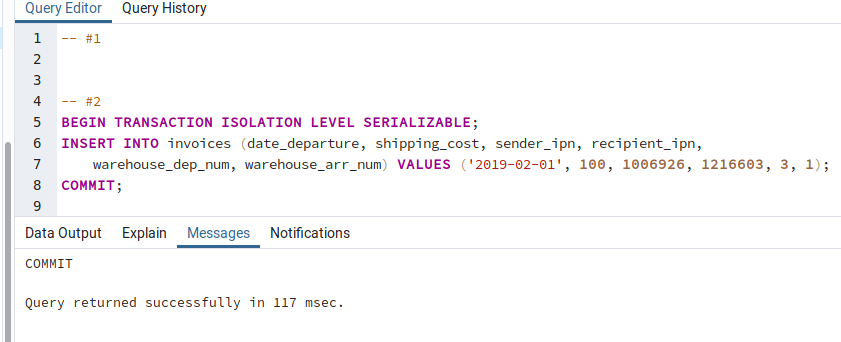 Query Editor Query History
1 -- #1
2
3
4 -- #2
5 BEGIN TRANSACTION ISOLATION LEVEL SERIALIZABLE;
6 INSERT INTO invoices (date_departure, shipping_cost, sender_ipn, recipient_ipn,
7 warehouse_dep_num, warehouse_arr_num) VALUES ('2019-02-01', 100, 1006926, 1216603, 3, 1);
8 COMMIT;
9
Data Output Explain Messages Notifications
COMMIT
Query returned successfully in 117 msec.